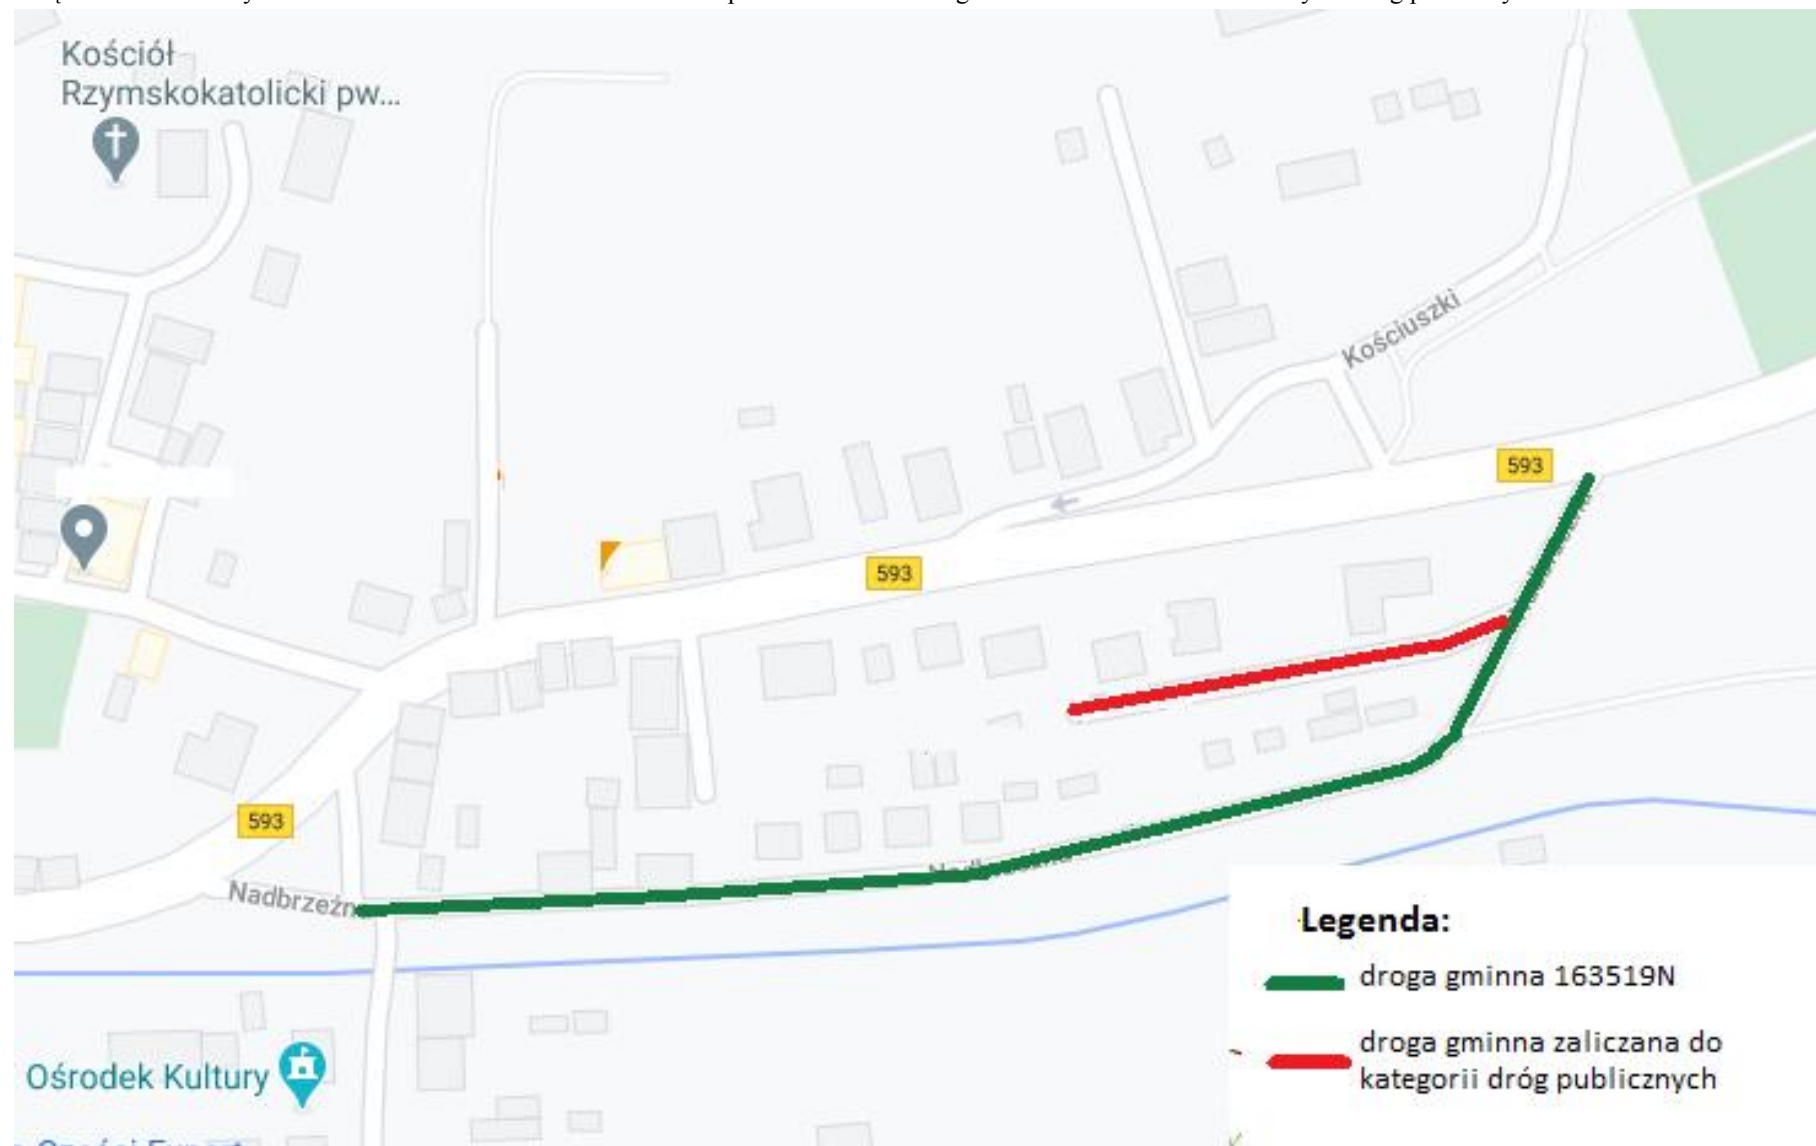 Kościół
Rzymskokatolicki pw...
Kościuszki
593
593
593
Nadbrzeżn
Legenda:
droga gminna 163519N
droga gminna zaliczana do
kategorii dróg publicznych
Ośrodek Kultury